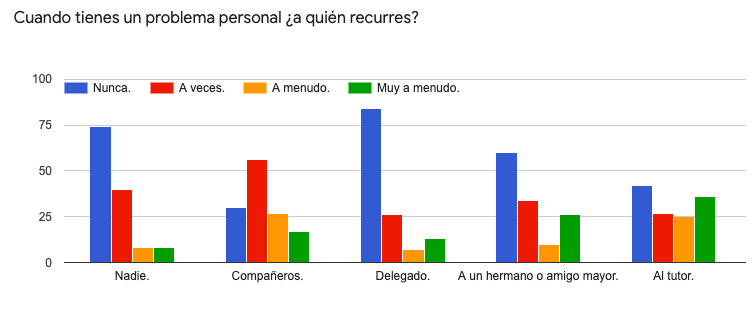 Cuando tienes un problema personal ¿a quién recurres?
100
Nunca. A veces. A menudo. Muy a menudo.
75
50
25
0
Nadie. Compañeros. Delegado. A un hermano o amigo mayor. Al tutor.